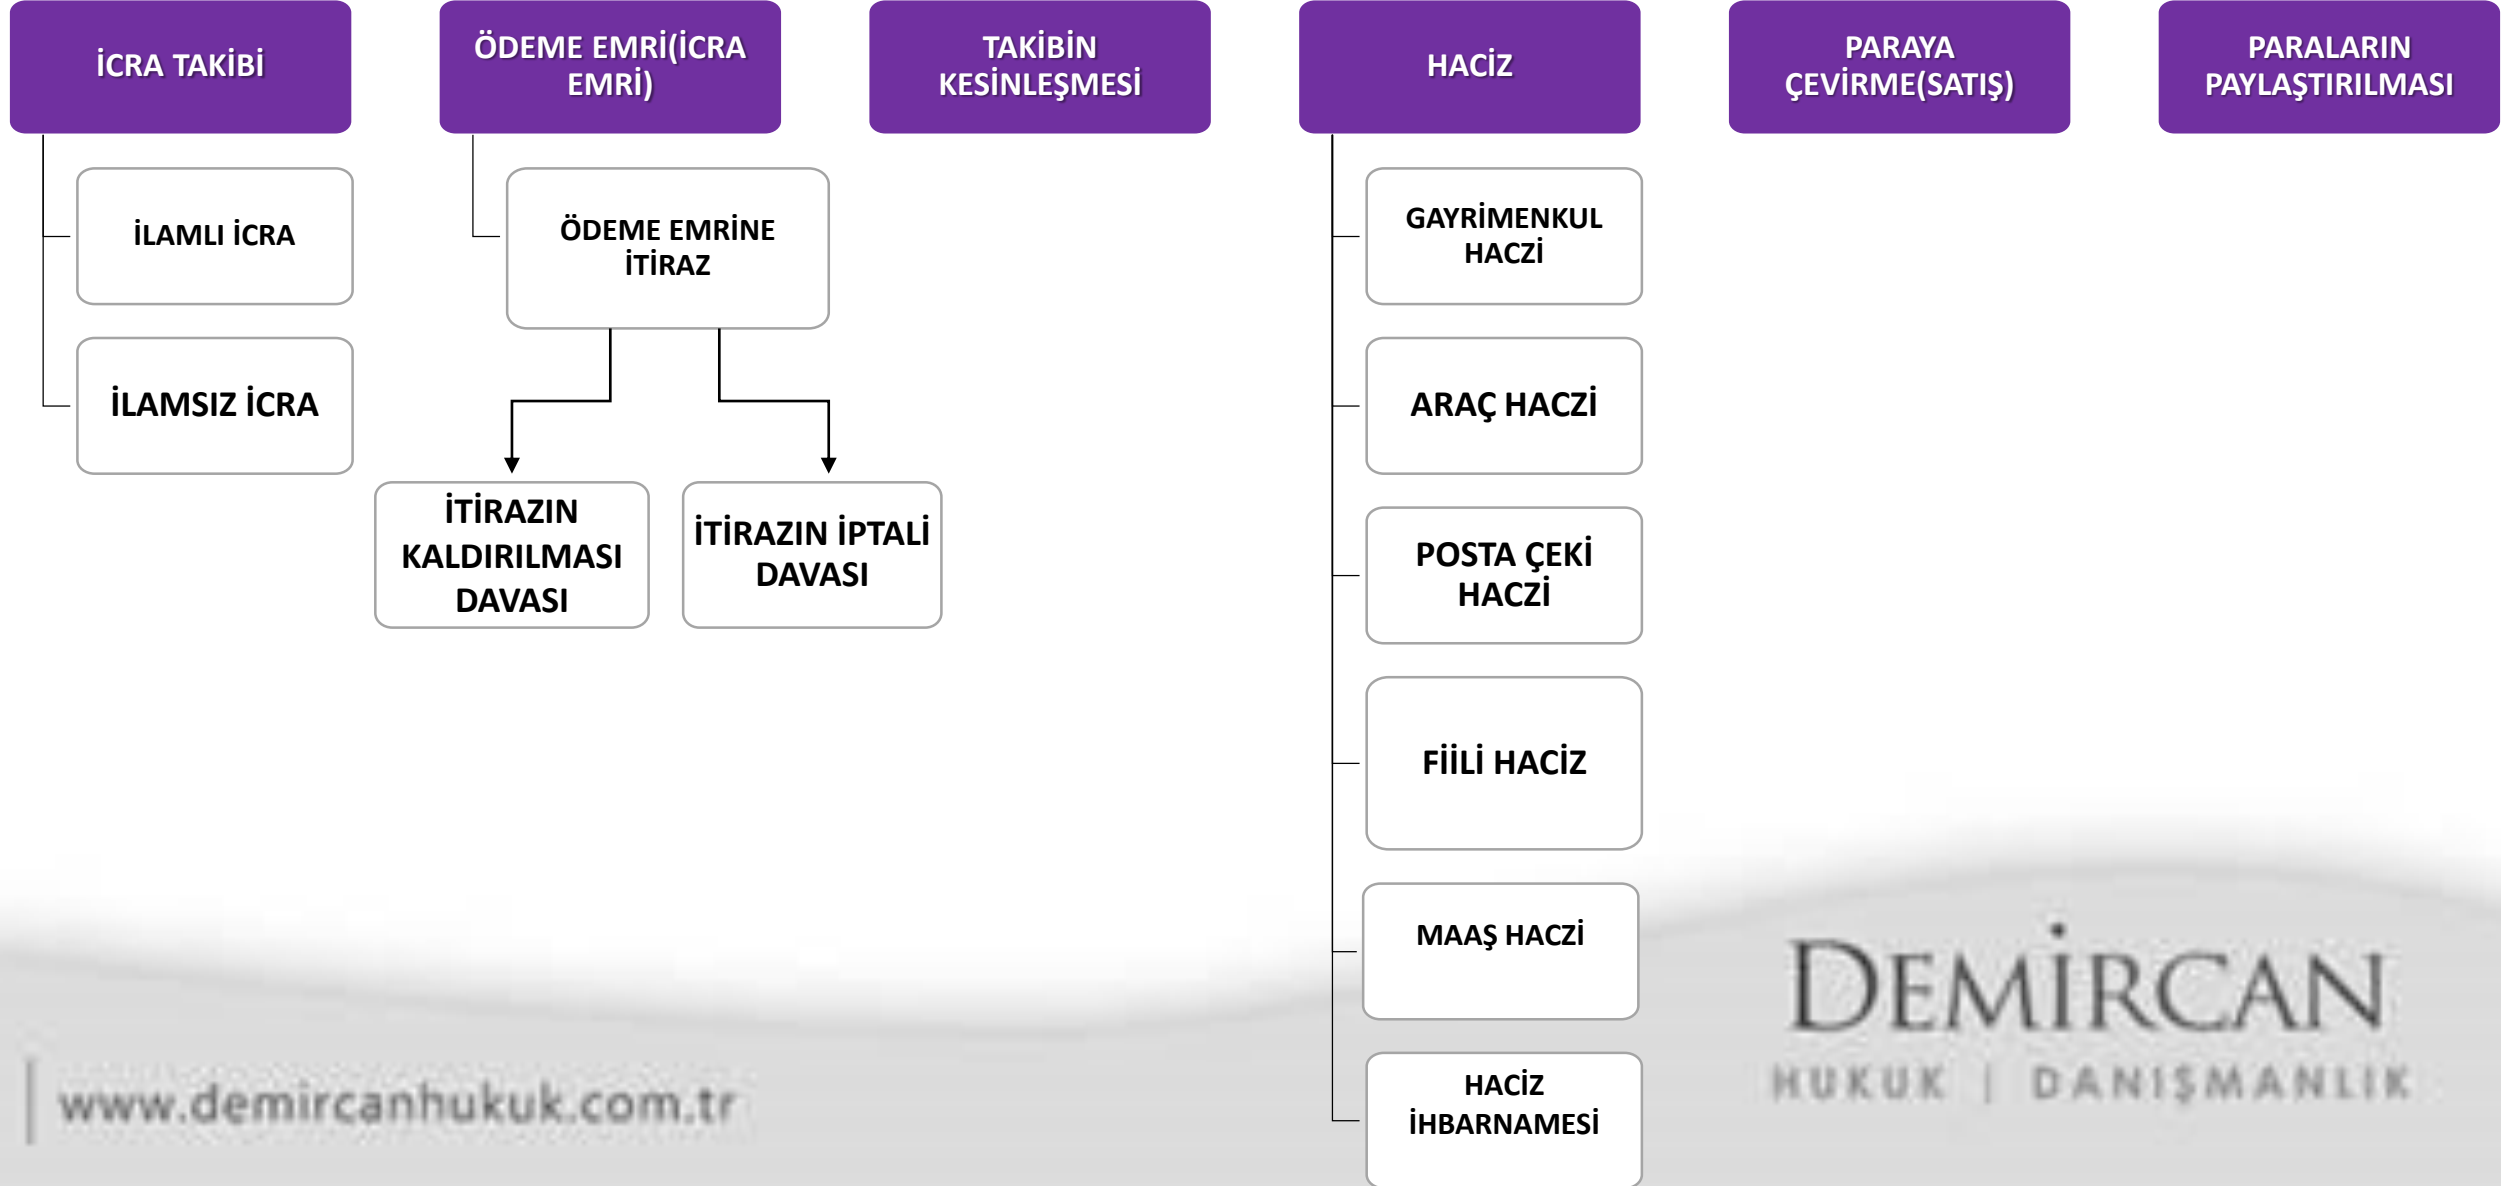 İCRA TAKİBİ
ÖDEME EMRİ(İCRA
EMRİ)
TAKİBİN
KESİNLEŞMESİ
HACİZ
PARAYA
ÇEVİRME(SATIŞ)
PARALARIN
PAYLAŞTIRILMASI
İLAMLI İCRA
İLAMSIZ İCRA
ÖDEME EMRİNE
İTİRAZ
İTİRAZIN
KALDIRILMASI
DAVASI
İTİRAZIN İPTALİ
DAVASI
GAYRİMENKUL
HACZİ
ARAÇ HACZİ
POSTA ÇEKİ
HACZİ
FİİLİ HACİZ
MAAŞ HACZİ
HACİZ
İHBARNAMESİ
www.demircanhukuk.com.tr
DEMİRCAN
HUKUK | DANIŞMANLIK